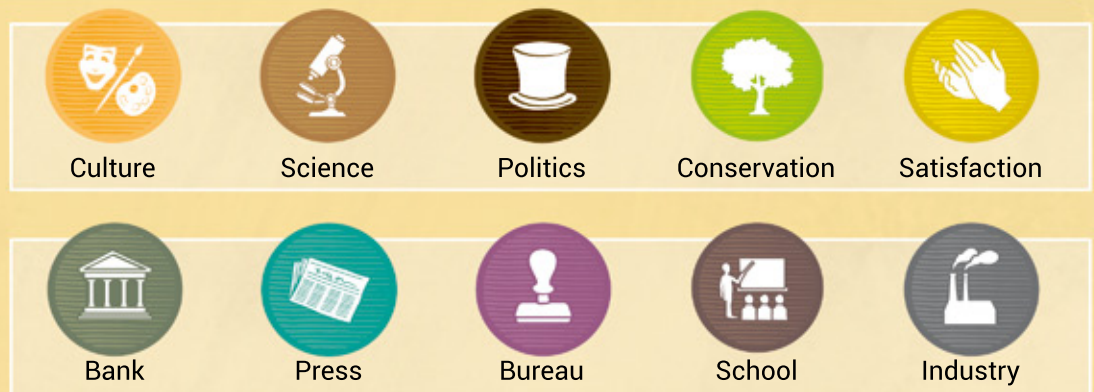 Culture Science Politics Conservation Satisfaction
Bank Press Bureau School Industry